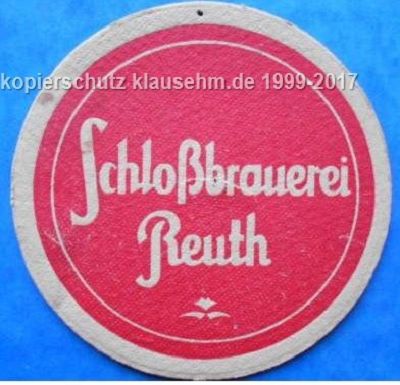 kopierschutz klausehm.de 1999-2017
Schloßbrauerei
Reuth